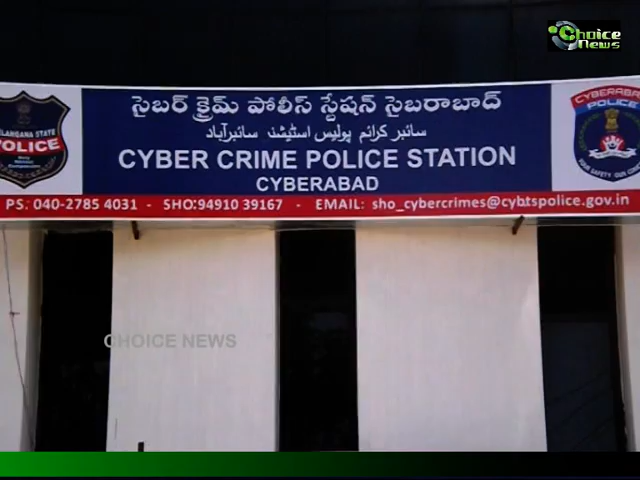 Choice
News
TELANGANA STATE
POLICE
సైబర్ క్రైమ్ పోలీస్ స్టేషన్ సైబరాబాద్
سائبر کرائم پولیس اسٹیشن سائبرآباد
CYBER CRIME POLICE STATION
CYBERABAD
CYBERABAD
POLICE
PS: 040-2785 4031 - SHO:94910 39167 - EMAIL: sho_cybercrimes@cybtspolice.gov.in
CHOICE NEWS